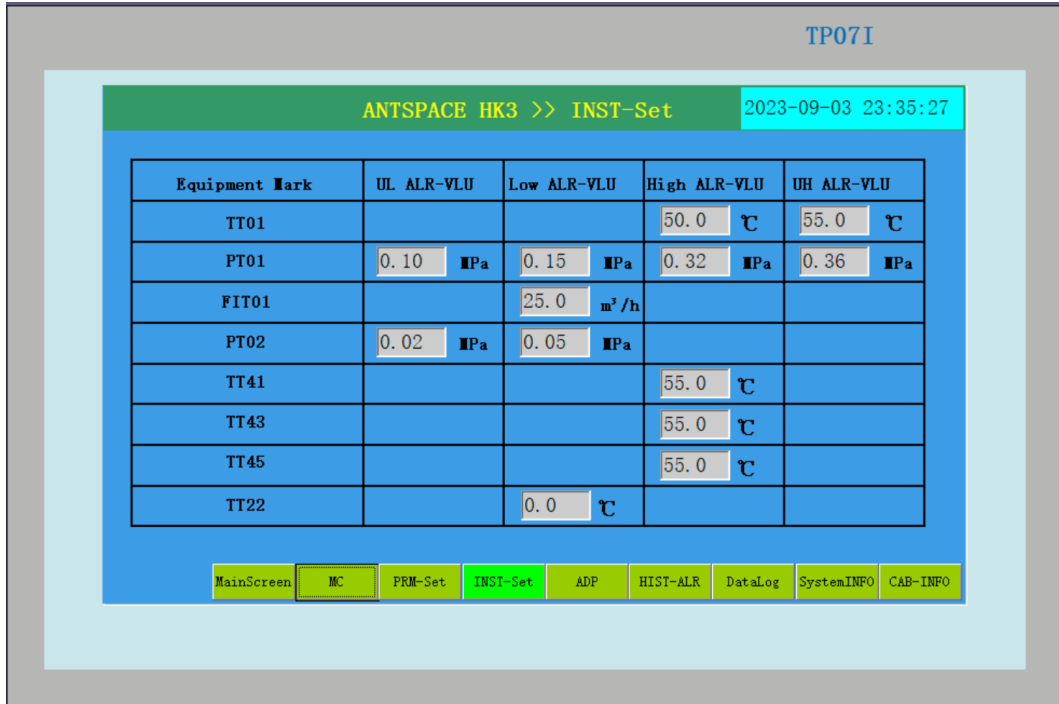 TP07I
ANTSPACE HK3 >> INST-Set 2023-09-03 23:35:27
Equipment Mark UL ALR-VLU Low ALR-VLU High ALR-VLU UH ALR-VLU
TT01 50.0 ℃ 55.0 ℃
PT01 0.10 MPa 0.15 MPa 0.32 MPa 0.36 MPa
FIT01 25.0 m³/h
PT02 0.02 MPa 0.05 MPa
TT41 55.0 ℃
TT43 55.0 ℃
TT45 55.0 ℃
TT22 0.0 ℃
MainScreen MC PRM-Set INST-Set ADP HIST-ALR DataLog SystemINFO CAB-INFO